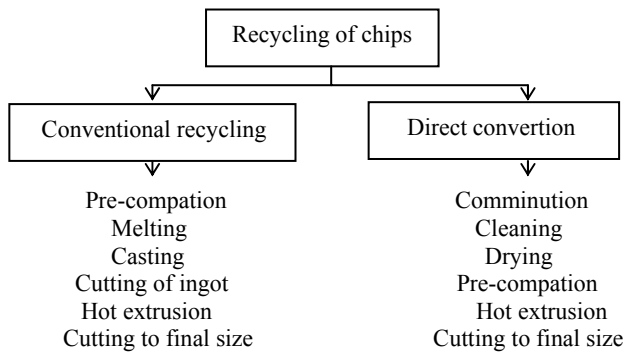 Recycling of chips
Conventional recycling
Direct convertion
Pre-compation
Melting
Casting
Cutting of ingot
Hot extrusion
Cutting to final size
Comminution
Cleaning
Drying
Pre-compation
Hot extrusion
Cutting to final size